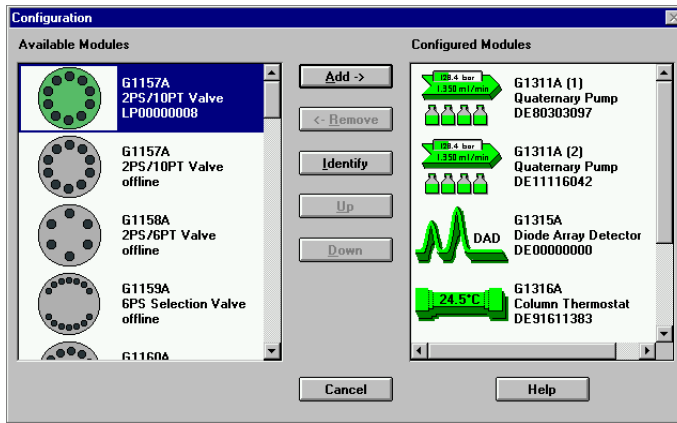 Configuration
Available Modules
G1157A
2PS/10PT Valve
LP00000008
G1157A
2PS/10PT Valve
offline
G1158A
2PS/6PT Valve
offline
G1159A
6PS Selection Valve
offline
G1160A
Add ->
<- Remove
Identify
Up
Down
Configured Modules
128.4 bar
1.350 ml/min
G1311A (1)
Quaternary Pump
DE80303097
128.4 bar
1.350 ml/min
G1311A (2)
Quaternary Pump
DE11116042
DAD
G1315A
Diode Array Detector
DE00000000
24.5°C
G1316A
Column Thermostat
DE91611383
Cancel
Help